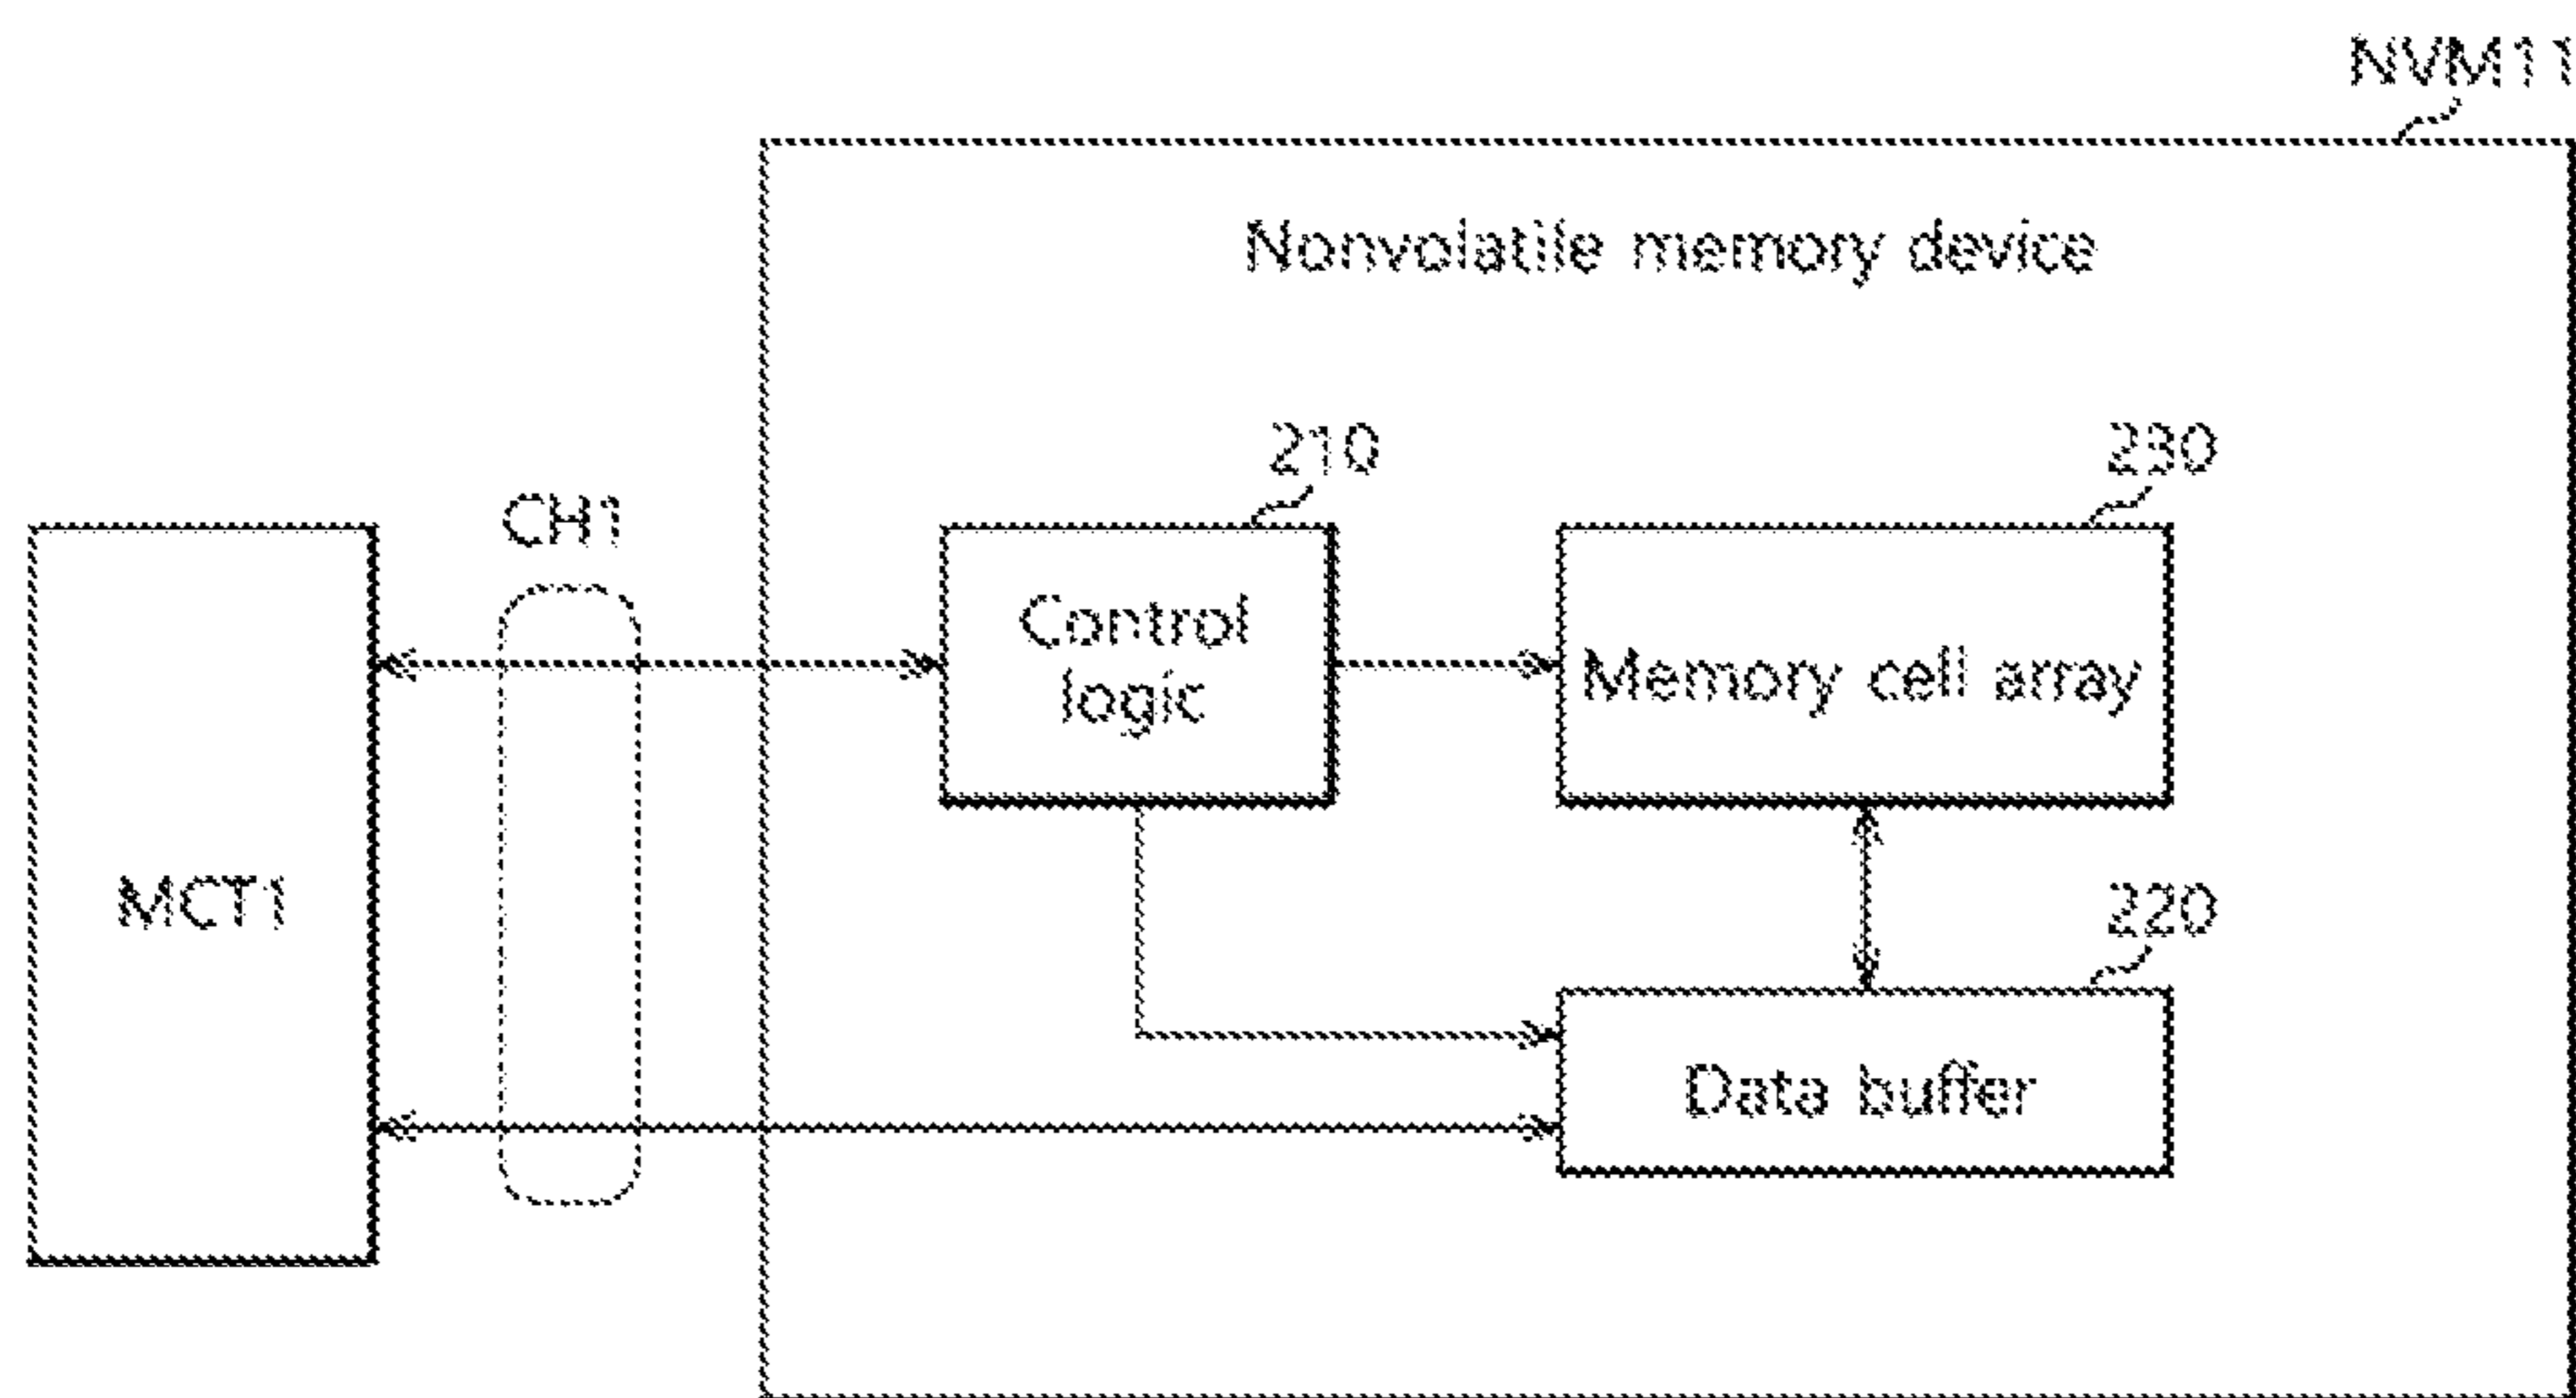 NVM11
Nonvolatile memory device
210
230
CH1
Control
logic
Memory cell array
MCT1
220
Data buffer